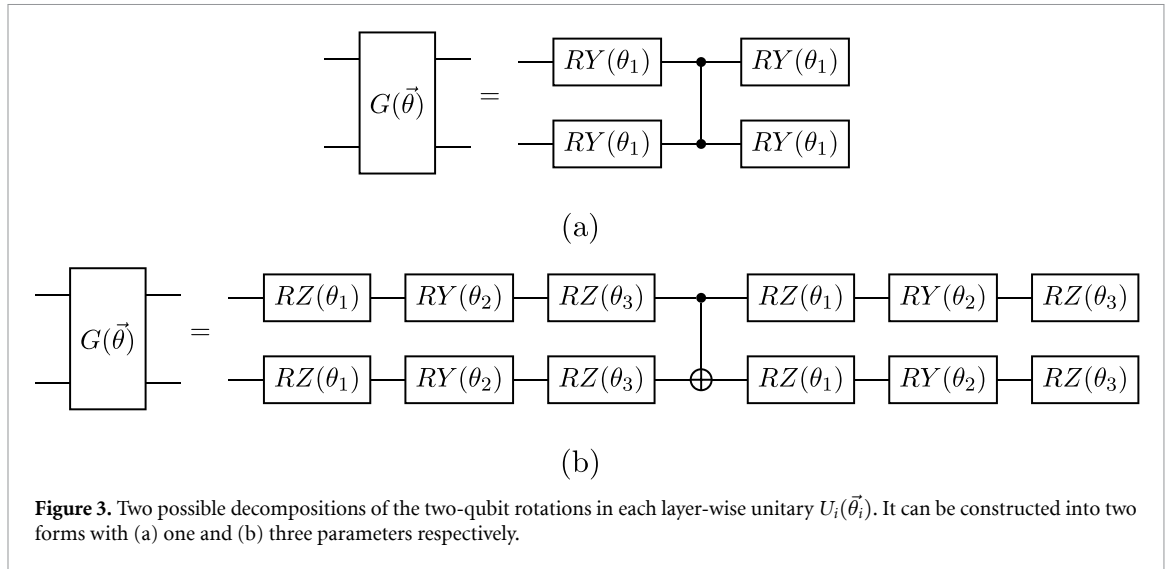 RY(θ₁) RY(θ₁)
G(θ⃗) =
RY(θ₁) RY(θ₁)
(a)
RZ(θ₁) RY(θ₂) RZ(θ₃) RZ(θ₁) RY(θ₂) RZ(θ₃)
G(θ⃗) =
RZ(θ₁) RY(θ₂) RZ(θ₃) RZ(θ₁) RY(θ₂) RZ(θ₃)
(b)
Figure 3. Two possible decompositions of the two-qubit rotations in each layer-wise unitary Uᵢ(θ⃗ᵢ). It can be constructed into two
forms with (a) one and (b) three parameters respectively.